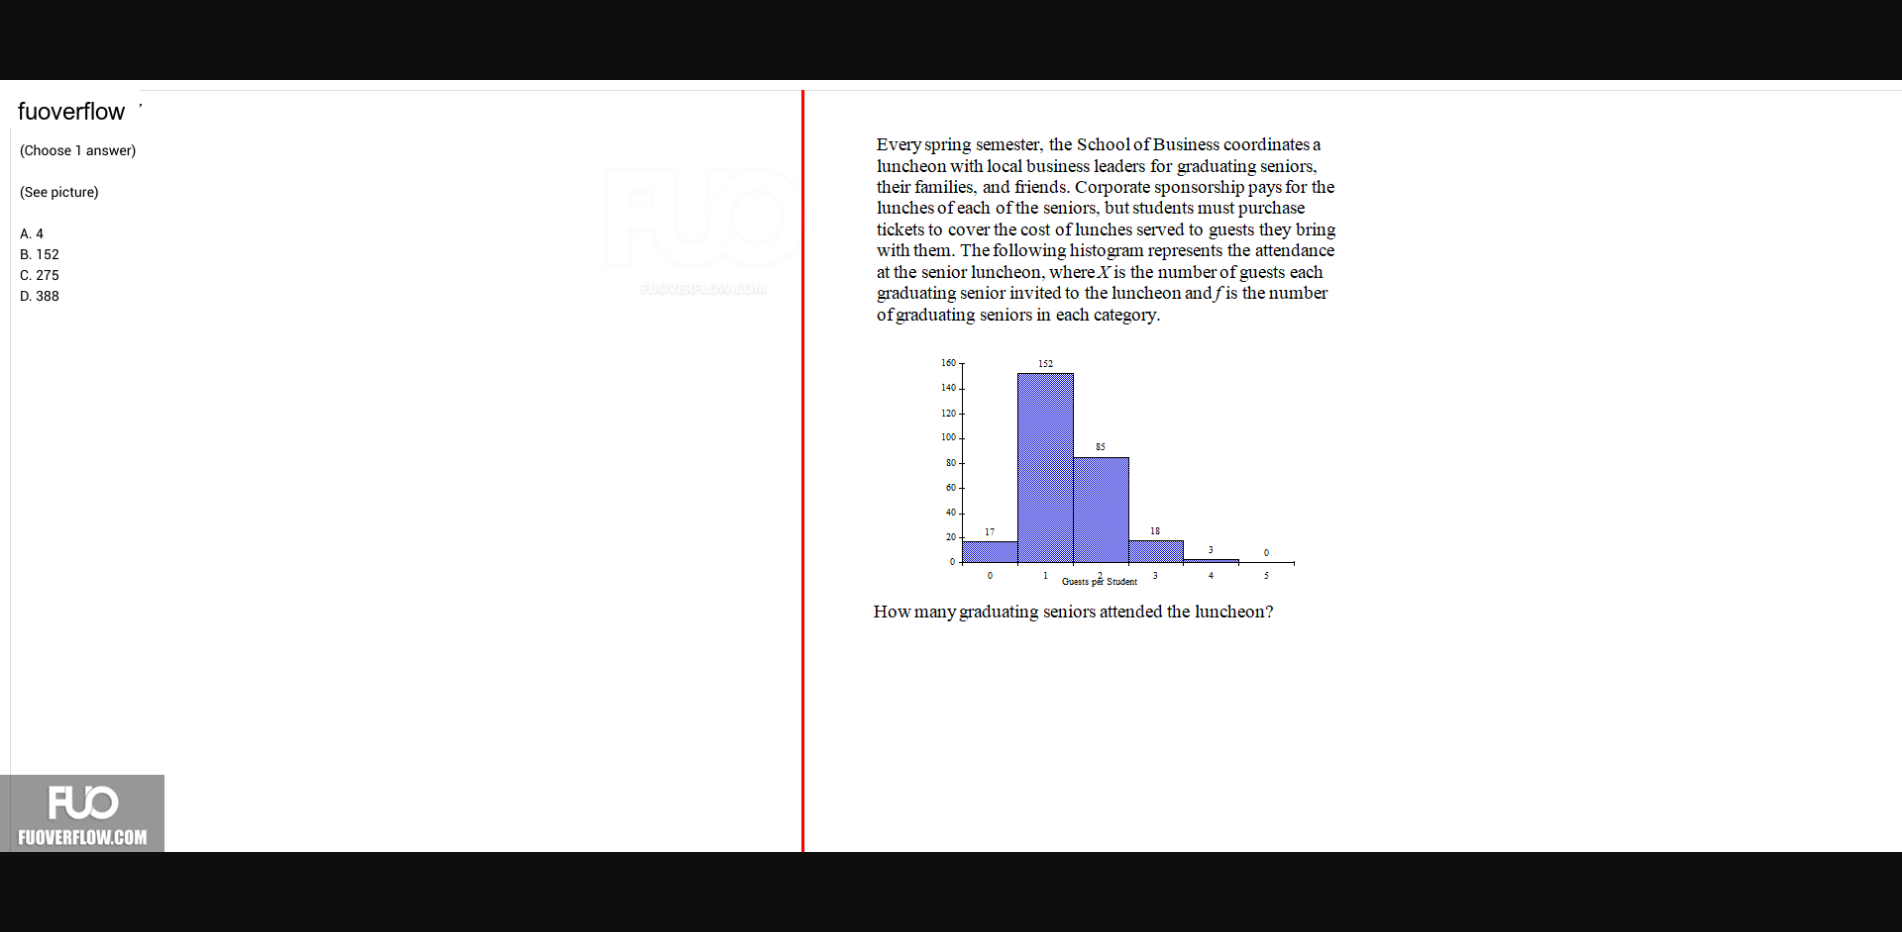 fuoverflow
(Choose 1 answer)
(See picture)
A. 4
B. 152
C. 275
D. 388
FUO
FUOVERFLOW.COM
Every spring semester, the School of Business coordinates a
luncheon with local business leaders for graduating seniors,
their families, and friends. Corporate sponsorship pays for the
lunches of each of the seniors, but students must purchase
tickets to cover the cost of lunches served to guests they bring
with them. The following histogram represents the attendance
at the senior luncheon, where X is the number of guests each
graduating senior invited to the luncheon and f is the number
of graduating seniors in each category.
160
140
120
100
80
60
40
20
0
17
152
85
18
3
0
0 1 2 3 4 5
Guests per Student
How many graduating seniors attended the luncheon?
FUO
FUOVERFLOW.COM